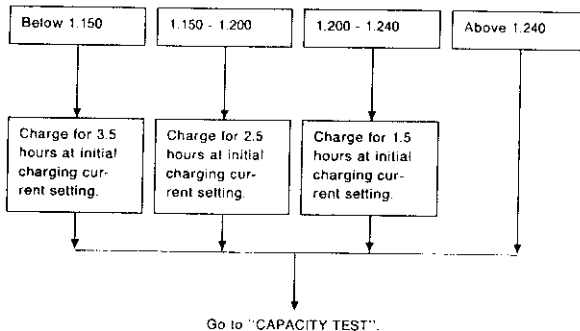 Below 1.150
1.150 - 1.200
1.200 - 1.240
Above 1.240
Charge for 3.5
hours at initial
charging cur-
rent setting.
Charge for 2.5
hours at initial
charging cur-
rent setting.
Charge for 1.5
hours at initial
charging cur-
rent setting.
Go to "CAPACITY TEST".